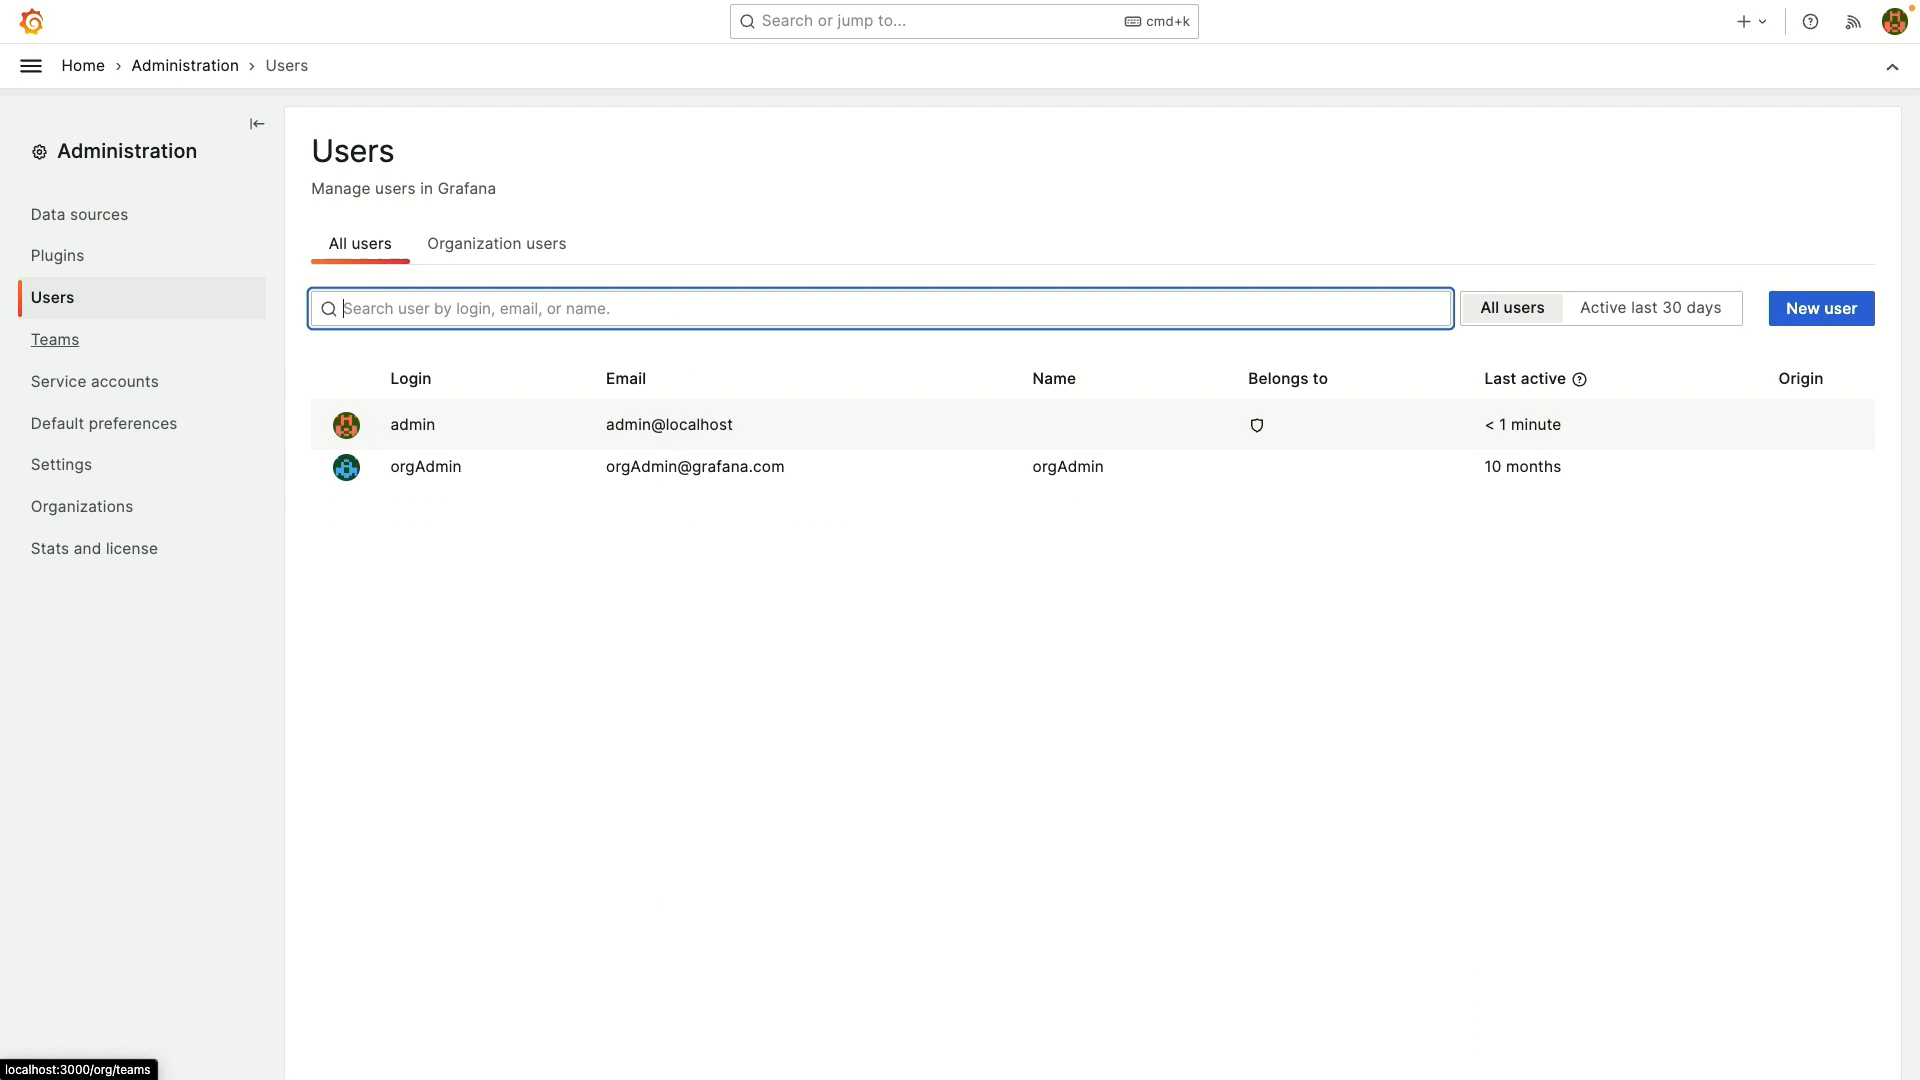 Search or jump to...
cmd+k
Home › Administration › Users
Administration
Data sources
Plugins
Users
Teams
Service accounts
Default preferences
Settings
Organizations
Stats and license
Users
Manage users in Grafana
All users Organization users
Search user by login, email, or name.
All users Active last 30 days
New user
Login Email Name Belongs to Last active Origin
admin admin@localhost < 1 minute
orgAdmin orgAdmin@grafana.com orgAdmin 10 months
localhost:3000/org/teams